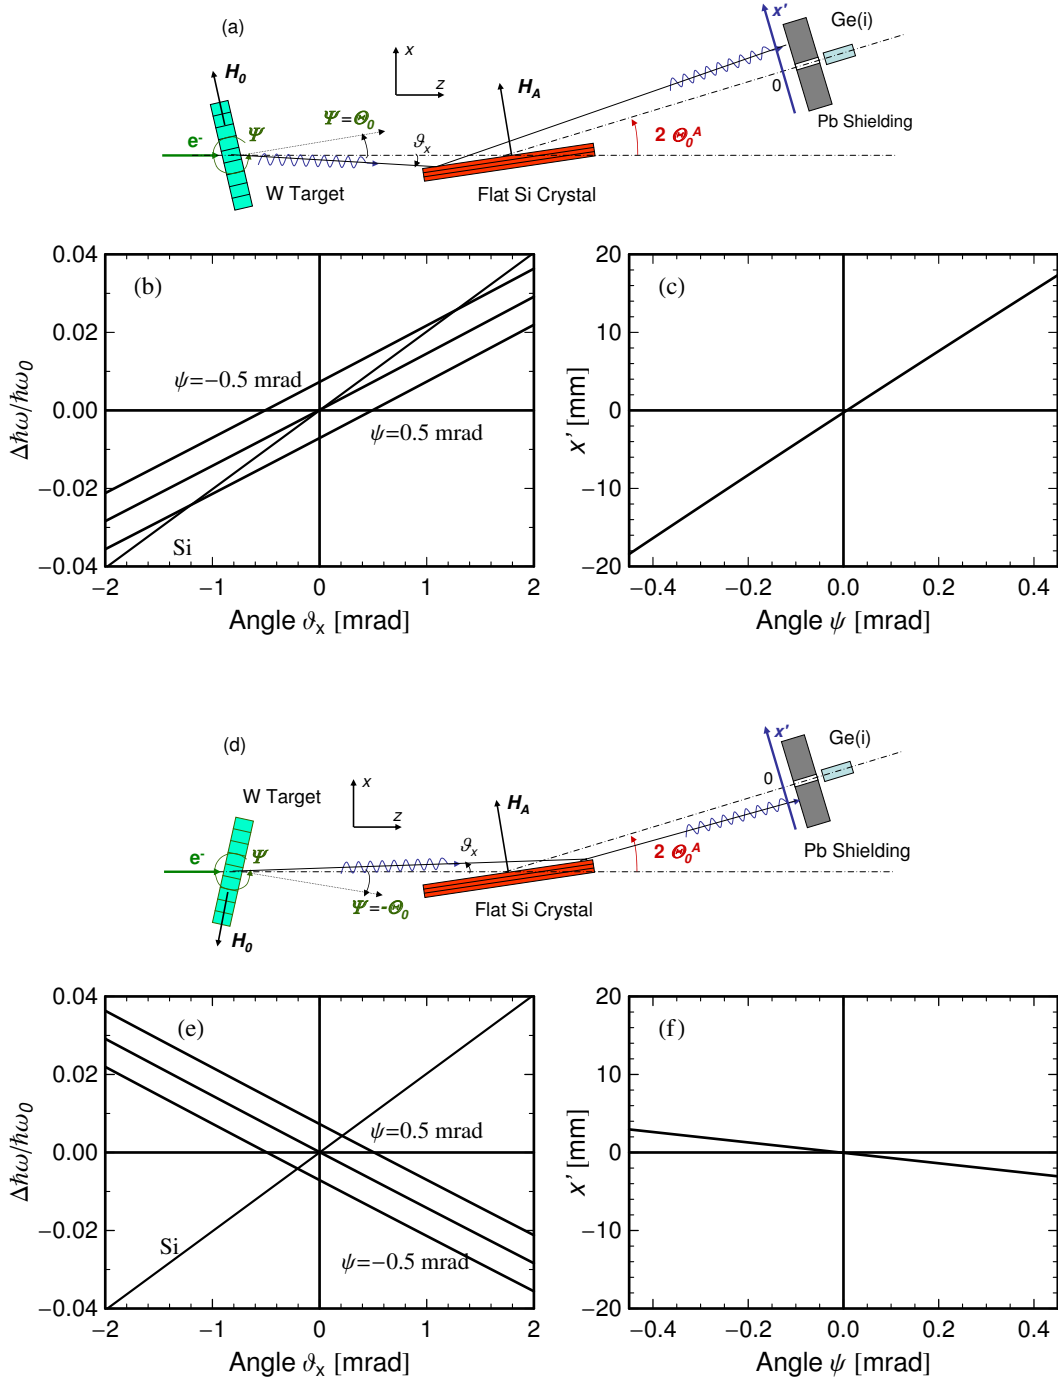 (a)
x'
Ge(i)
H0
x
z
HA
0
Pb Shielding
e-
Ψ
Ψ=Θ0
ϑx
2 Θ0^A
W Target
Flat Si Crystal
0.04
0.02
0.00
−0.02
−0.04
Δℏω/ℏω0
(b)
ψ=−0.5 mrad
ψ=0.5 mrad
Si
−2
−1
0
1
2
Angle ϑx [mrad]
20
10
0
−10
−20
x' [mm]
(c)
−0.4
−0.2
0.0
0.2
0.4
Angle ψ [mrad]
(d)
x'
Ge(i)
W Target
x
z
HA
0
e-
Ψ
ϑx
2 Θ0^A
Pb Shielding
Ψ=-Θ0
Flat Si Crystal
H0
0.04
0.02
0.00
−0.02
−0.04
Δℏω/ℏω0
(e)
ψ=0.5 mrad
Si
ψ=−0.5 mrad
−2
−1
0
1
2
Angle ϑx [mrad]
20
10
0
−10
−20
x' [mm]
(f)
−0.4
−0.2
0.0
0.2
0.4
Angle ψ [mrad]